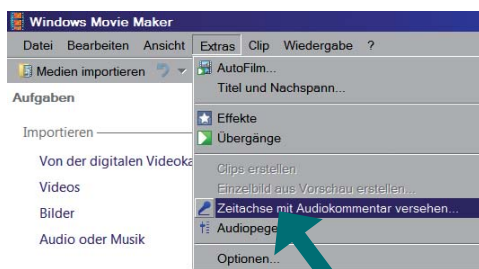 Windows Movie Maker
Datei Bearbeiten Ansicht Extras Clip Wiedergabe ?
Medien importieren
AutoFilm...
Titel und Nachspann...
Aufgaben
Effekte
Übergänge
Importieren
Von der digitalen
Clips erstellen
Videos
Einzelbild aus Vorschau erstellen...
Bilder
Zeitachse mit Audiokommentar versehen...
Audio oder Musik
Optionen...